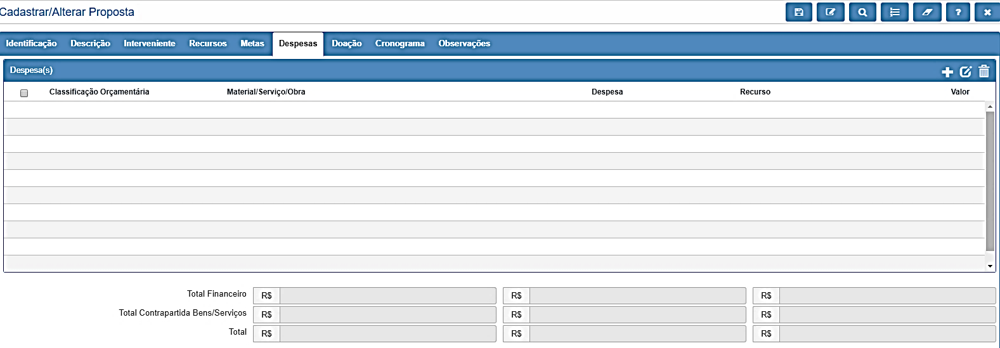 Cadastrar/Alterar Proposta
?
Identificação Descrição Interveniente Recursos Metas Despesas Doação Cronograma Observações
Despesa(s)
Classificação Orçamentária Material/Serviço/Obra Despesa Recurso Valor
Total Financeiro R$ R$ R$
Total Contrapartida Bens/Serviços R$ R$ R$
Total R$ R$ R$